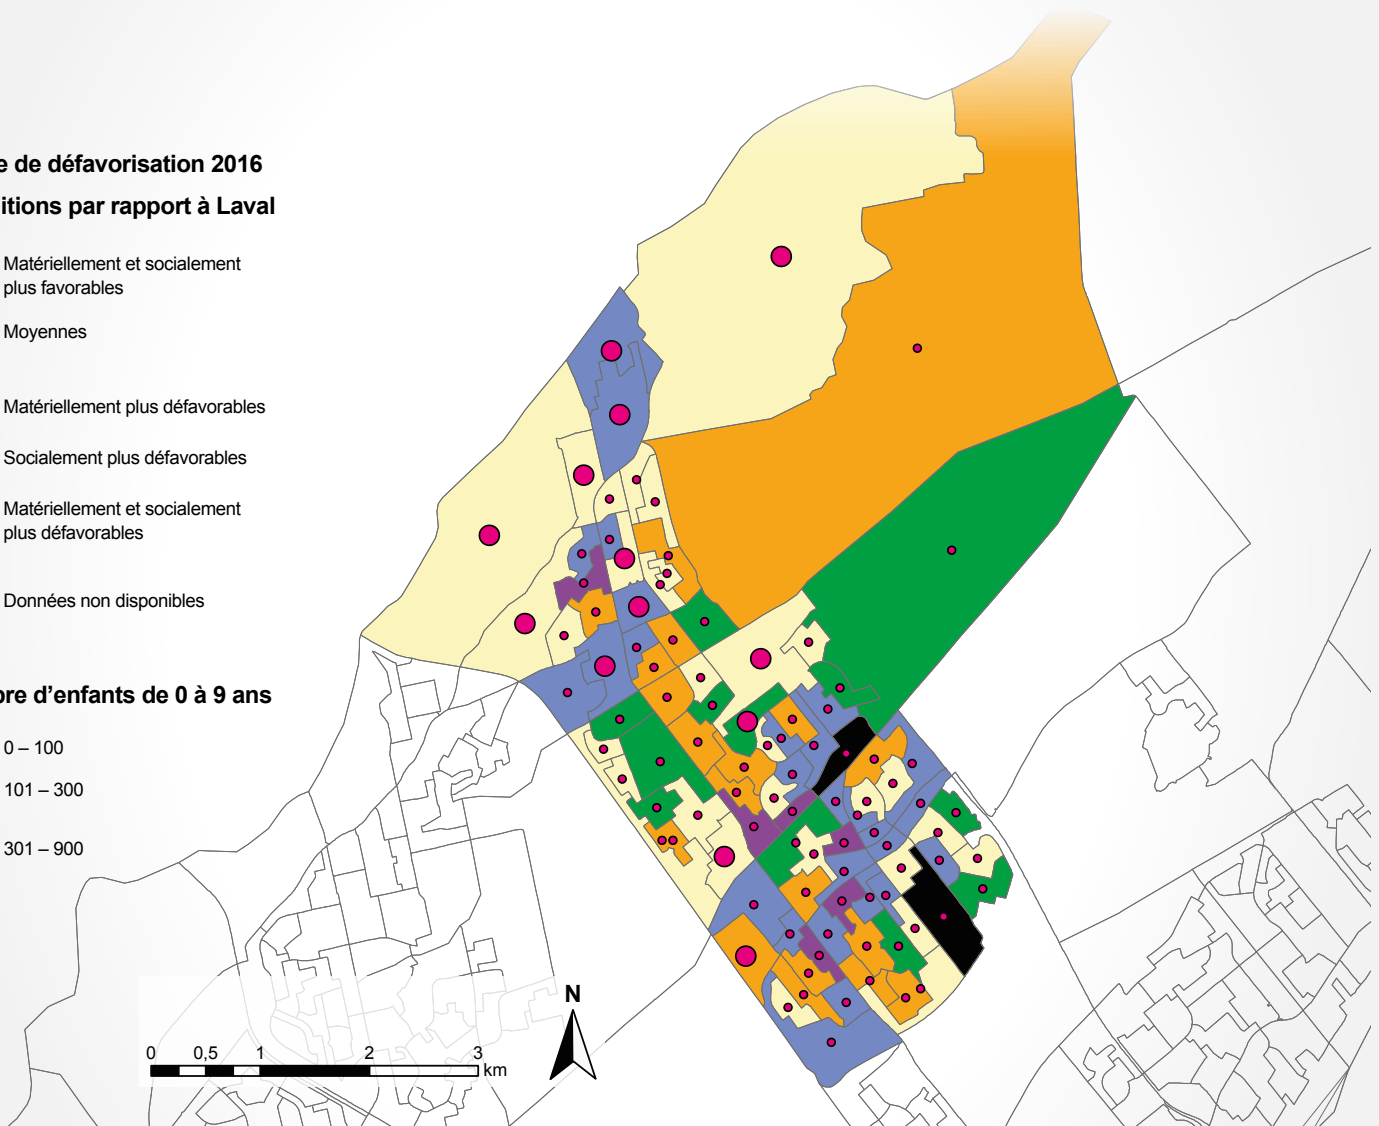 e de défavorisation 2016
itions par rapport à Laval
Matériellement et socialement
plus favorables
Moyennes
Matériellement plus défavorables
Socialement plus défavorables
Matériellement et socialement
plus défavorables
Données non disponibles
bre d'enfants de 0 à 9 ans
0 – 100
101 – 300
301 – 900
N
0 0,5 1 2 3
km